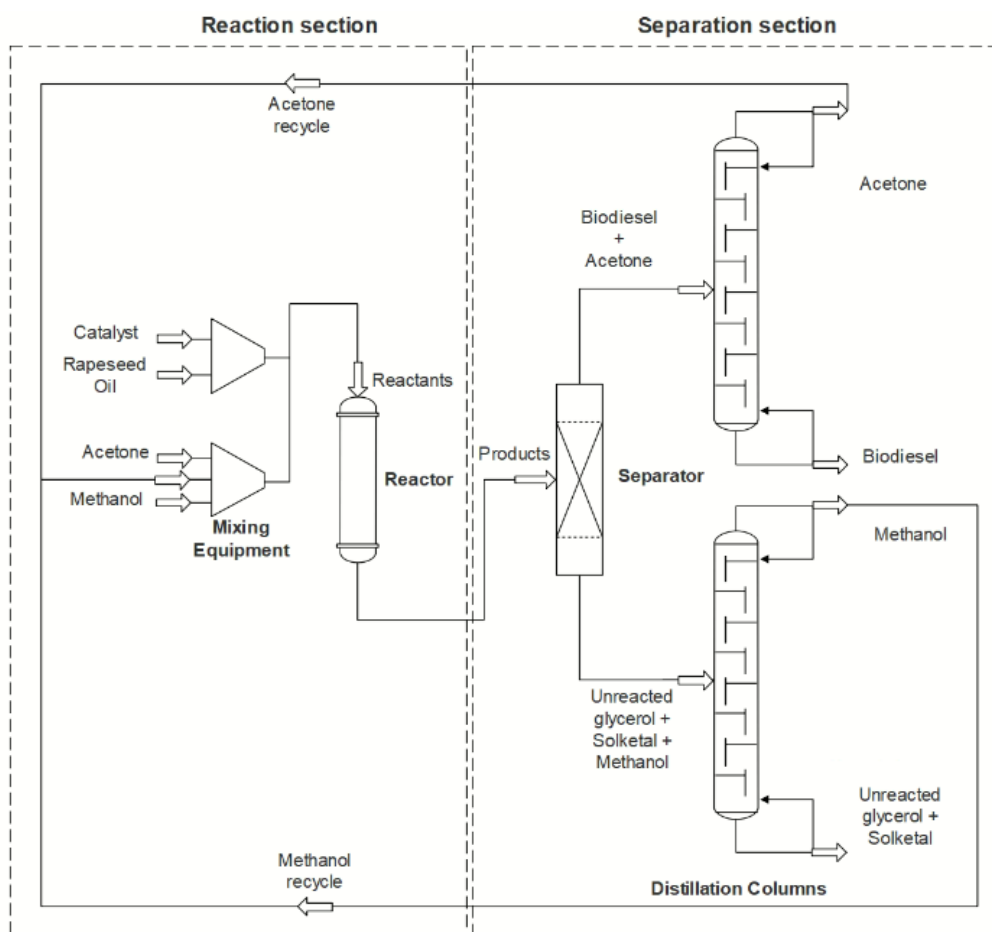 Reaction section
Separation section
Acetone
recycle
Acetone
Biodiesel
+
Acetone
Catalyst
Rapeseed
Oil
Reactants
Acetone
Methanol
Mixing
Equipment
Reactor
Products
Separator
Biodiesel
Methanol
Unreacted
glycerol +
Solketal +
Methanol
Unreacted
glycerol +
Solketal
Methanol
recycle
Distillation Columns